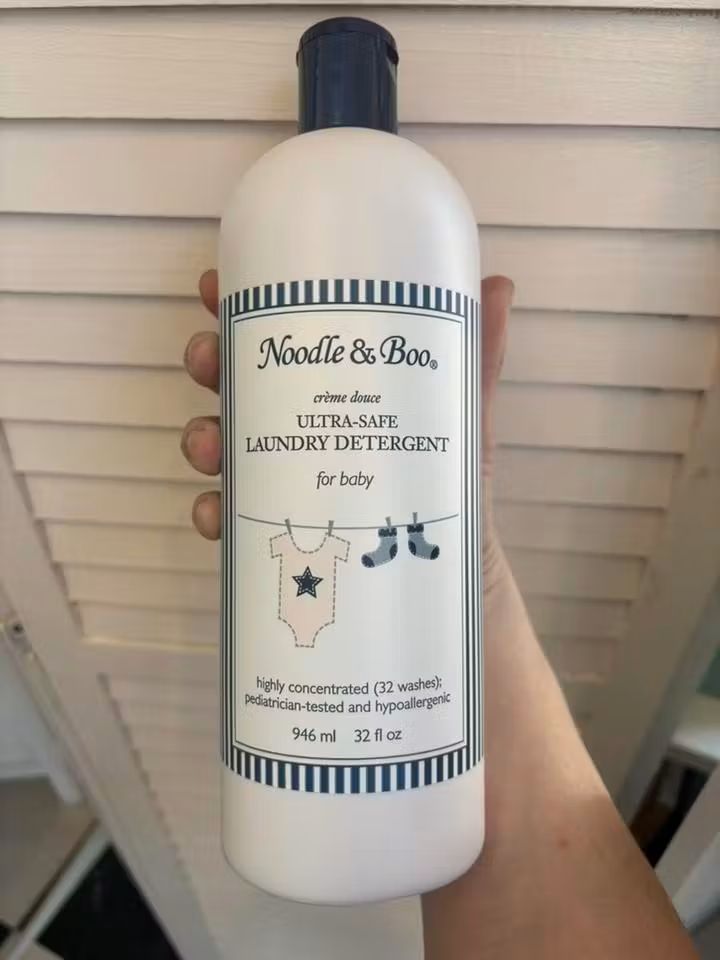 Noodle & Boo®
crème douce
ULTRA-SAFE
LAUNDRY DETERGENT
for baby
highly concentrated (32 washes);
pediatrician-tested and hypoallergenic
946 ml 32 fl oz